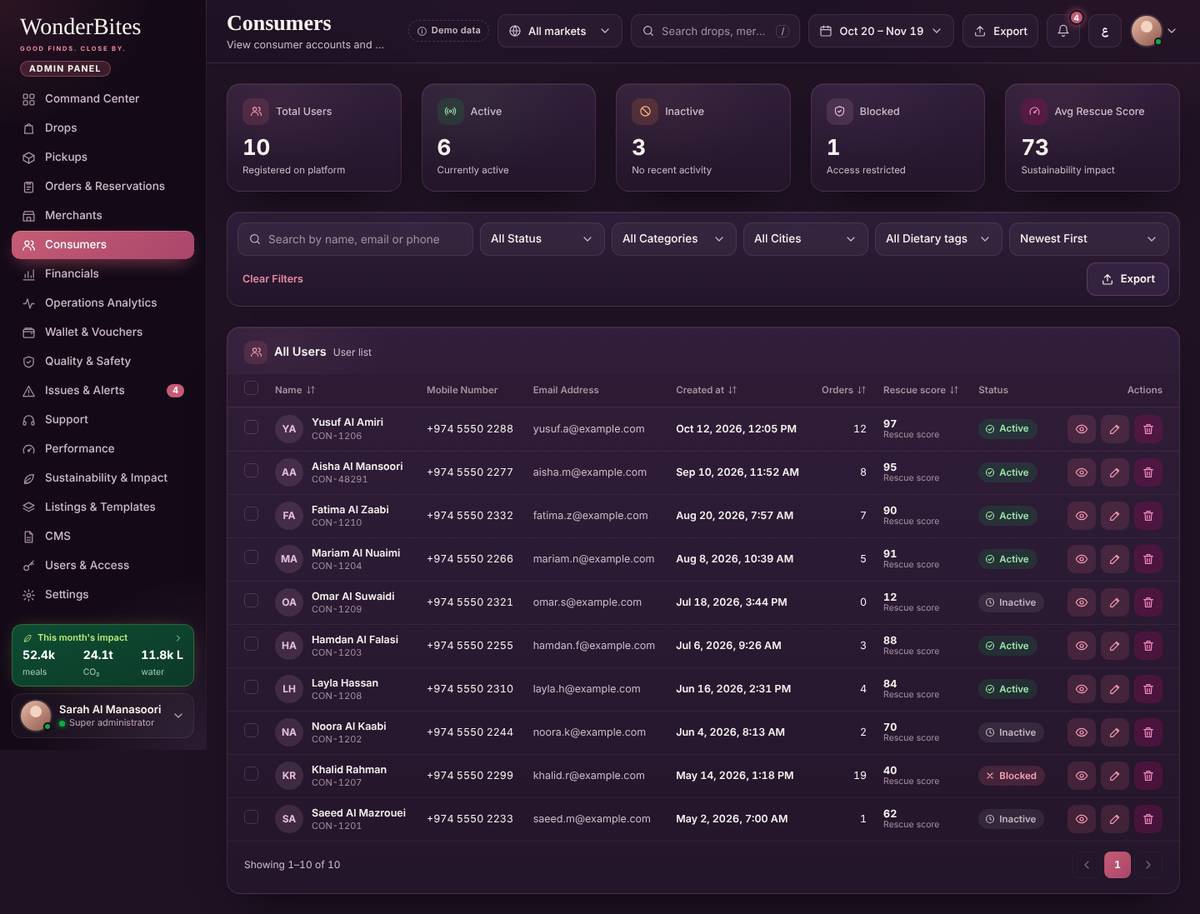 WonderBites
GOOD FINDS. CLOSE BY.
ADMIN PANEL
Command Center
Drops
Pickups
Orders & Reservations
Merchants
Consumers
Financials
Operations Analytics
Wallet & Vouchers
Quality & Safety
Issues & Alerts 4
Support
Performance
Sustainability & Impact
Listings & Templates
CMS
Users & Access
Settings
This month's impact
52.4k 24.1t 11.8k L
meals CO₂ water
Sarah Al Manasoori
Super administrator
Consumers
View consumer accounts and ...
Demo data
All markets
Search drops, mer... /
Oct 20 – Nov 19
Export
4
ع
Total Users
10
Registered on platform
Active
6
Currently active
Inactive
3
No recent activity
Blocked
1
Access restricted
Avg Rescue Score
73
Sustainability impact
Search by name, email or phone
All Status
All Categories
All Cities
All Dietary tags
Newest First
Clear Filters
Export
All Users User list
Name Mobile Number Email Address Created at Orders Rescue score Status Actions
YA Yusuf Al Amiri +974 5550 2288 yusuf.a@example.com Oct 12, 2026, 12:05 PM 12 97 Active
CON-1206 Rescue score
AA Aisha Al Mansoori +974 5550 2277 aisha.m@example.com Sep 10, 2026, 11:52 AM 8 95 Active
CON-48291 Rescue score
FA Fatima Al Zaabi +974 5550 2332 fatima.z@example.com Aug 20, 2026, 7:57 AM 7 90 Active
CON-1210 Rescue score
MA Mariam Al Nuaimi +974 5550 2266 mariam.n@example.com Aug 8, 2026, 10:39 AM 5 91 Active
CON-1204 Rescue score
OA Omar Al Suwaidi +974 5550 2321 omar.s@example.com Jul 18, 2026, 3:44 PM 0 12 Inactive
CON-1209 Rescue score
HA Hamdan Al Falasi +974 5550 2255 hamdan.f@example.com Jul 6, 2026, 9:26 AM 3 88 Active
CON-1203 Rescue score
LH Layla Hassan +974 5550 2310 layla.h@example.com Jun 16, 2026, 2:31 PM 4 84 Active
CON-1208 Rescue score
NA Noora Al Kaabi +974 5550 2244 noora.k@example.com Jun 4, 2026, 8:13 AM 2 70 Inactive
CON-1202 Rescue score
KR Khalid Rahman +974 5550 2299 khalid.r@example.com May 14, 2026, 1:18 PM 19 40 Blocked
CON-1207 Rescue score
SA Saeed Al Mazrouei +974 5550 2233 saeed.m@example.com May 2, 2026, 7:00 AM 1 62 Inactive
CON-1201 Rescue score
Showing 1–10 of 10
1